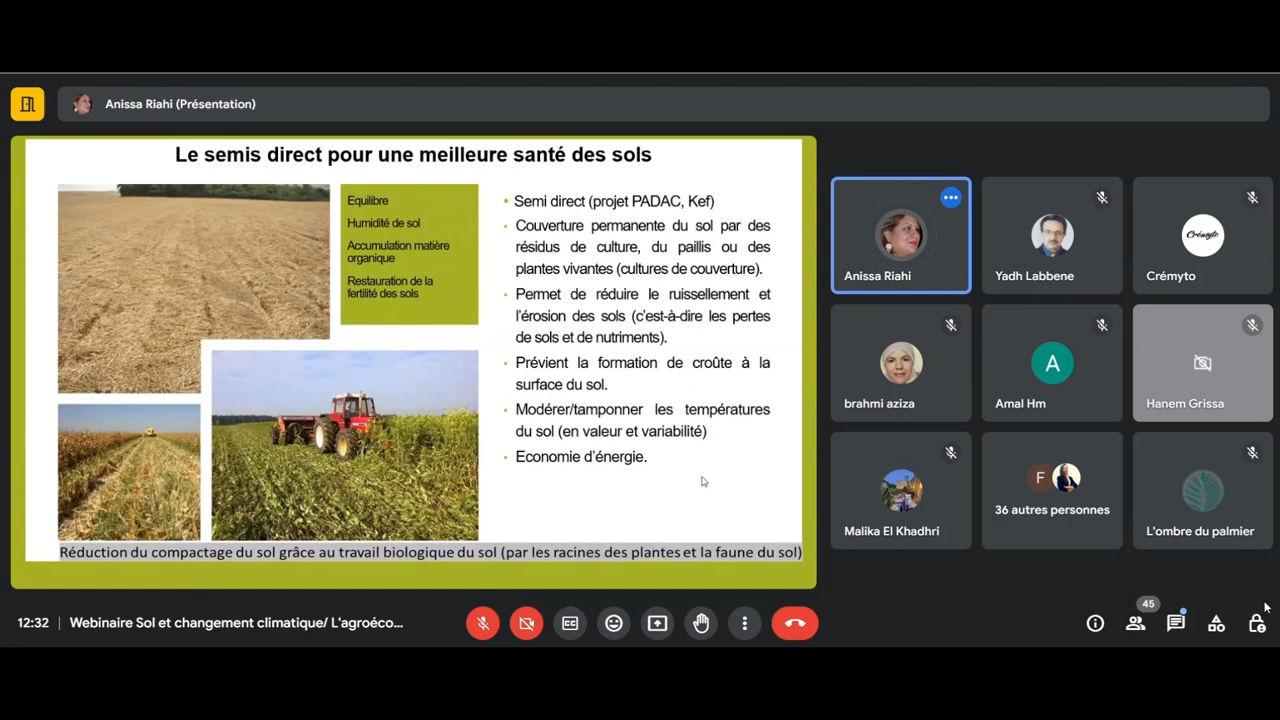 Anissa Riahi (Présentation)
Le semis direct pour une meilleure santé des sols
Equilibre
Humidité de sol
Accumulation matière
organique
Restauration de la
fertilité des sols
• Semi direct (projet PADAC, Kef)
• Couverture permanente du sol par des
résidus de culture, du paillis ou des
plantes vivantes (cultures de couverture).
• Permet de réduire le ruissellement et
l'érosion des sols (c'est-à-dire les pertes
de sols et de nutriments).
• Prévient la formation de croûte à la
surface du sol.
• Modérer/tamponner les températures
du sol (en valeur et variabilité)
• Economie d'énergie.
Réduction du compactage du sol grâce au travail biologique du sol (par les racines des plantes et la faune du sol)
Anissa Riahi
Yadh Labbene
Crémyto
Crémyto
brahmi aziza
A
Amal Hm
Hanem Grissa
Malika El Khadhri
F
36 autres personnes
L'ombre du palmier
12:32 | Webinaire Sol et changement climatique/ L'agroéco...
CC
45